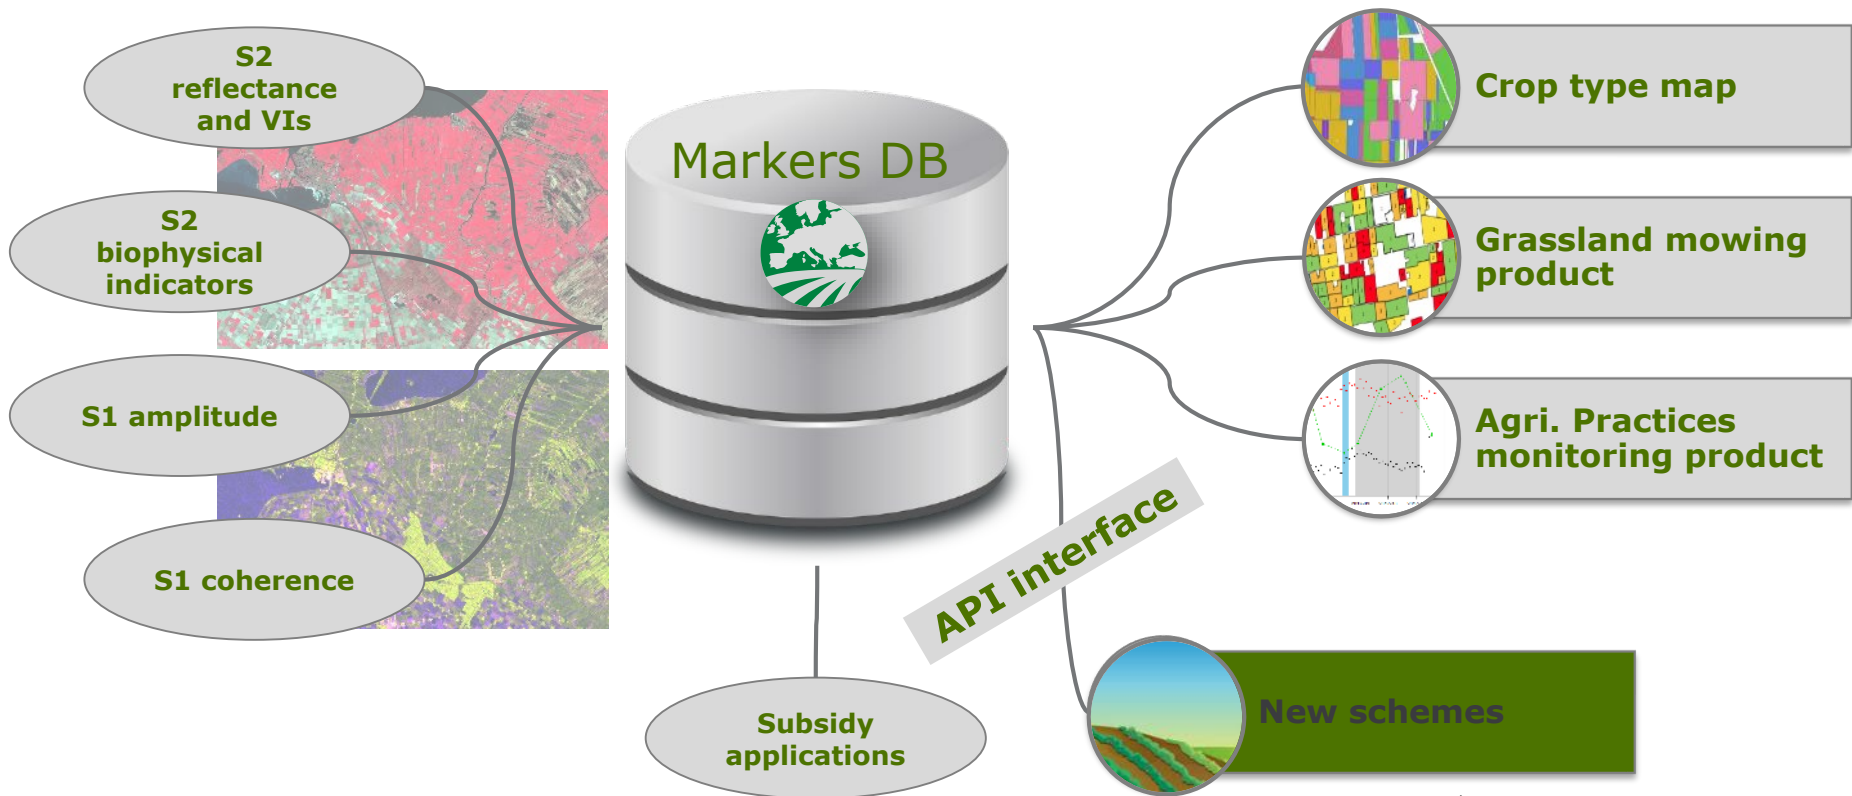 S2
reflectance
and VIs
S2
biophysical
indicators
S1 amplitude
S1 coherence
Markers DB
Subsidy
applications
API interface
Crop type map
Grassland mowing
product
Agri. Practices
monitoring product
New schemes